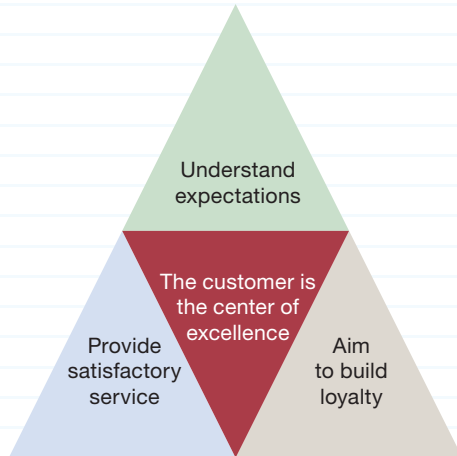 Understand
expectations
The customer is
the center of
excellence
Provide
satisfactory
service
Aim
to build
loyalty